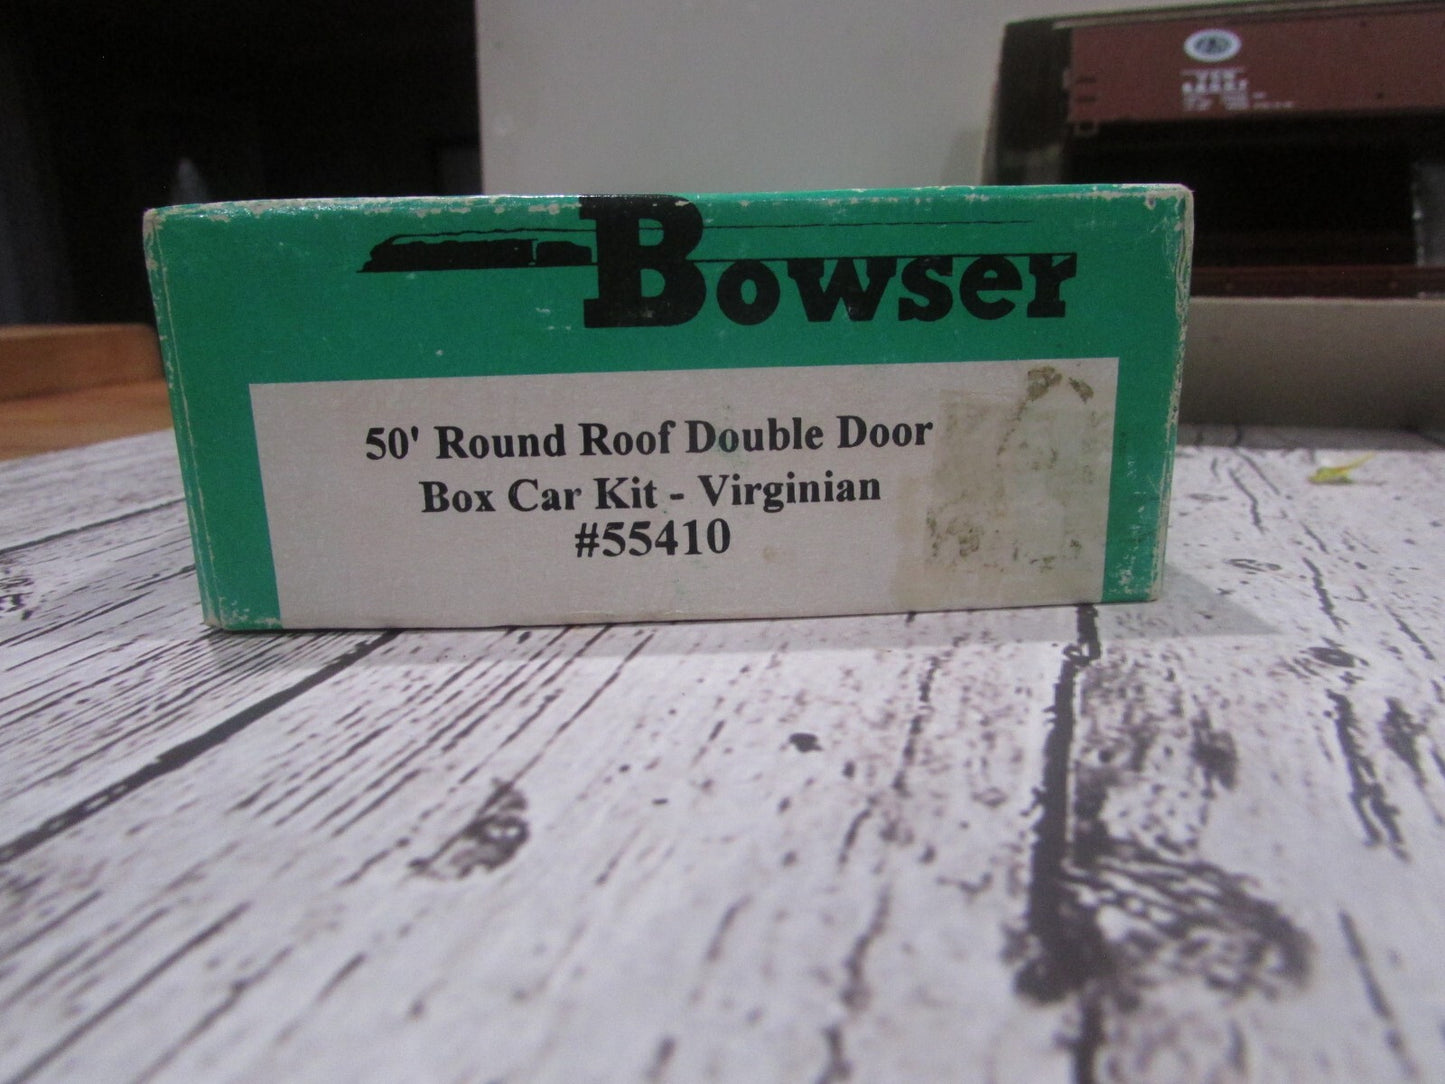 Bowser
50' Round Roof Double Door
Box Car Kit - Virginian
#55410